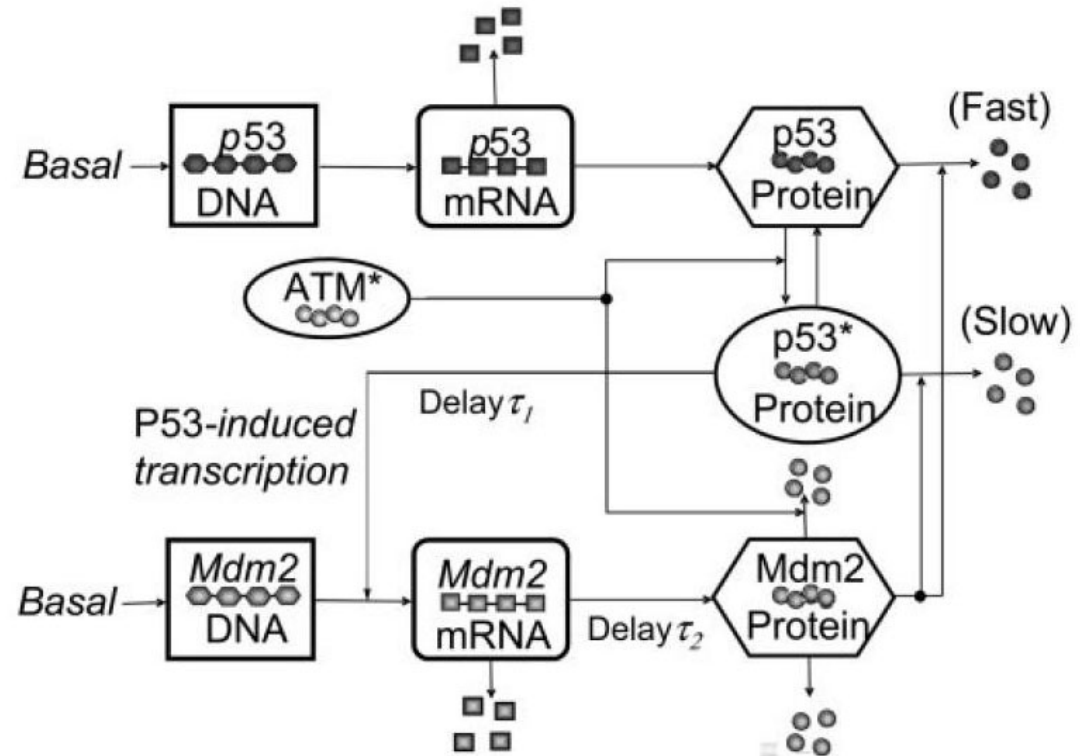 (Fast)
Basal
p53
DNA
p53
mRNA
p53
Protein
ATM*
(Slow)
p53*
Protein
Delay τ1
P53-induced
transcription
Basal
Mdm2
DNA
Mdm2
mRNA
Delay τ2
Mdm2
Protein